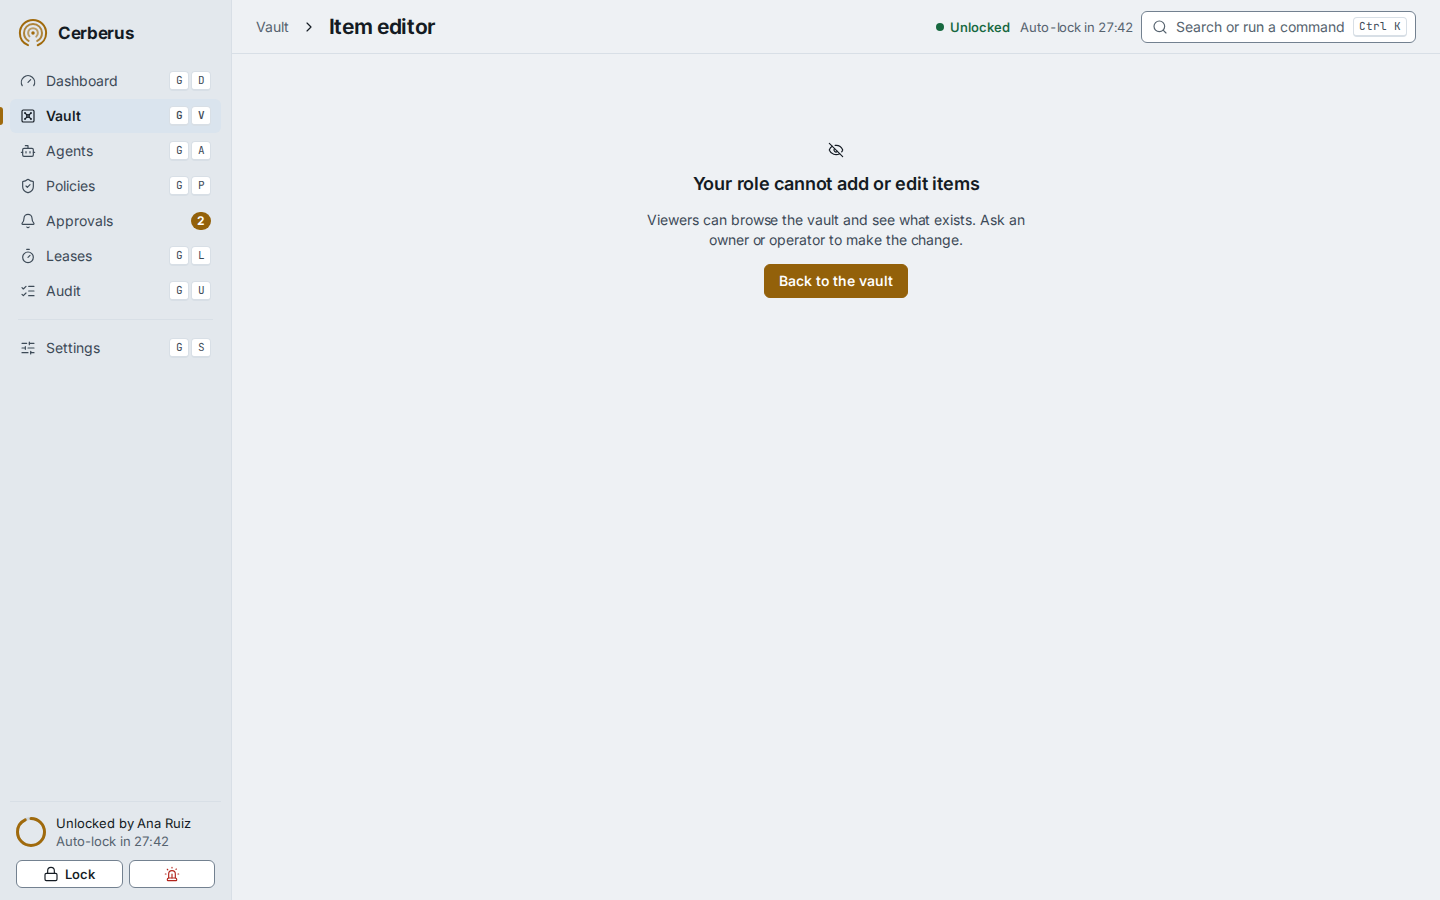 Cerberus
Dashboard G D
Vault G V
Agents G A
Policies G P
Approvals 2
Leases G L
Audit G U
Settings G S
Unlocked by Ana Ruiz
Auto-lock in 27:42
Lock
Vault > Item editor
Unlocked Auto-lock in 27:42 Search or run a command Ctrl K
Your role cannot add or edit items
Viewers can browse the vault and see what exists. Ask an
owner or operator to make the change.
Back to the vault